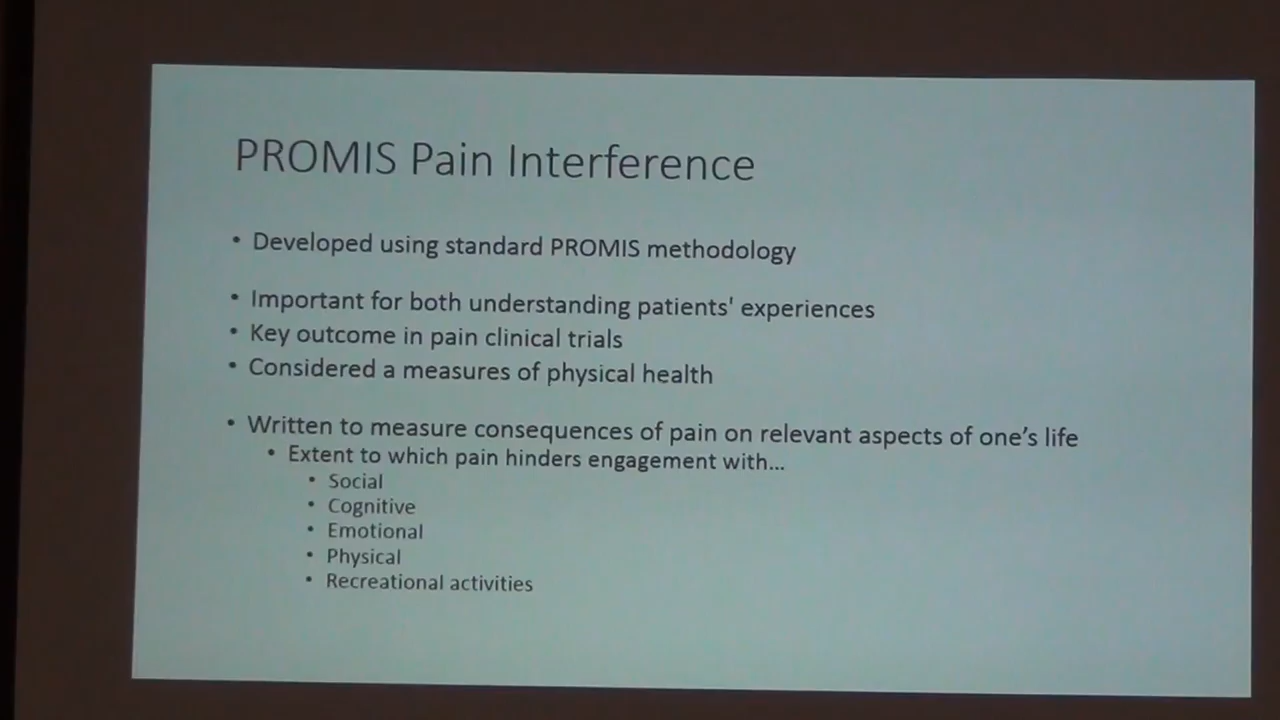 PROMIS Pain Interference
• Developed using standard PROMIS methodology
• Important for both understanding patients' experiences
• Key outcome in pain clinical trials
• Considered a measures of physical health
• Written to measure consequences of pain on relevant aspects of one’s life
• Extent to which pain hinders engagement with…
• Social
• Cognitive
• Emotional
• Physical
• Recreational activities